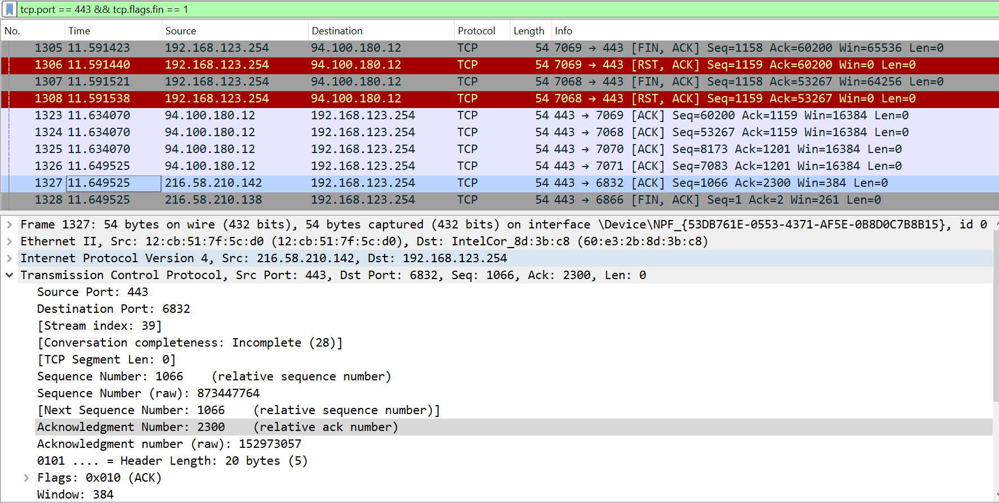 tcp.port == 443 && tcp.flags.fin == 1
No. Time Source Destination Protocol Length Info
1305 11.591423 192.168.123.254 94.100.180.12 TCP 54 7069 → 443 [FIN, ACK] Seq=1158 Ack=60200 Win=65536 Len=0
1306 11.591440 192.168.123.254 94.100.180.12 TCP 54 7069 → 443 [RST, ACK] Seq=1159 Ack=60200 Win=0 Len=0
1307 11.591521 192.168.123.254 94.100.180.12 TCP 54 7068 → 443 [FIN, ACK] Seq=1158 Ack=53267 Win=64256 Len=0
1308 11.591538 192.168.123.254 94.100.180.12 TCP 54 7068 → 443 [RST, ACK] Seq=1159 Ack=53267 Win=0 Len=0
1323 11.634070 94.100.180.12 192.168.123.254 TCP 54 443 → 7069 [ACK] Seq=60200 Ack=1159 Win=16384 Len=0
1324 11.634070 94.100.180.12 192.168.123.254 TCP 54 443 → 7068 [ACK] Seq=53267 Ack=1159 Win=16384 Len=0
1325 11.634070 94.100.180.12 192.168.123.254 TCP 54 443 → 7070 [ACK] Seq=8173 Ack=1201 Win=16384 Len=0
1326 11.649525 94.100.180.12 192.168.123.254 TCP 54 443 → 7071 [ACK] Seq=7083 Ack=1201 Win=16384 Len=0
1327 11.649525 216.58.210.142 192.168.123.254 TCP 54 443 → 6832 [ACK] Seq=1066 Ack=2300 Win=384 Len=0
1328 11.649525 216.58.210.138 192.168.123.254 TCP 54 443 → 6866 [FIN, ACK] Seq=1 Ack=2 Win=261 Len=0
Frame 1327: 54 bytes on wire (432 bits), 54 bytes captured (432 bits) on interface \Device\NPF_{53DB761E-0553-4371-AF5E-0B8D0C7B8B15}, id 0
Ethernet II, Src: 12:cb:51:7f:5c:d0 (12:cb:51:7f:5c:d0), Dst: IntelCor_8d:3b:c8 (60:e3:2b:8d:3b:c8)
Internet Protocol Version 4, Src: 216.58.210.142, Dst: 192.168.123.254
Transmission Control Protocol, Src Port: 443, Dst Port: 6832, Seq: 1066, Ack: 2300, Len: 0
Source Port: 443
Destination Port: 6832
[Stream index: 39]
[Conversation completeness: Incomplete (28)]
[TCP Segment Len: 0]
Sequence Number: 1066 (relative sequence number)
Sequence Number (raw): 873447764
[Next Sequence Number: 1066 (relative sequence number)]
Acknowledgment Number: 2300 (relative ack number)
Acknowledgment number (raw): 152973057
0101 .... = Header Length: 20 bytes (5)
Flags: 0x010 (ACK)
Window: 384